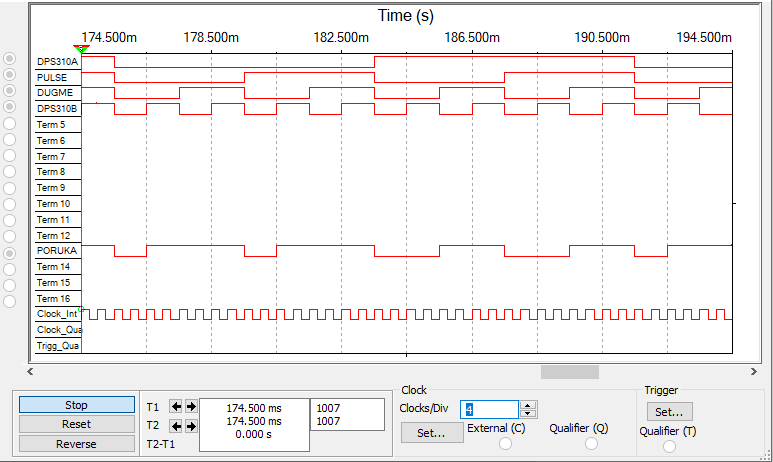 Time (s)
174.500m 178.500m 182.500m 186.500m 190.500m 194.500m
DPS310A
PULSE
DUGME
DPS310B
Term 5
Term 6
Term 7
Term 8
Term 9
Term 10
Term 11
Term 12
PORUKA
Term 14
Term 15
Term 16
Clock_Int
Clock_Qua
Trigg_Qua
Stop
Reset
Reverse
T1
T2
T2-T1
174.500 ms
174.500 ms
0.000 s
1007
1007
Clock
Clocks/Div
4
Set...
External (C)
Qualifier (Q)
Trigger
Set...
Qualifier (T)